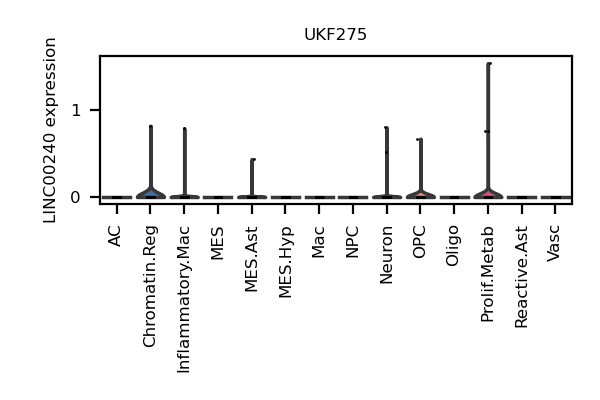 UKF275
LINC00240 expression
1
0
AC
Chromatin.Reg
Inflammatory.Mac
MES
MES.Ast
MES.Hyp
Mac
NPC
Neuron
OPC
Oligo
Prolif.Metab
Reactive.Ast
Vasc